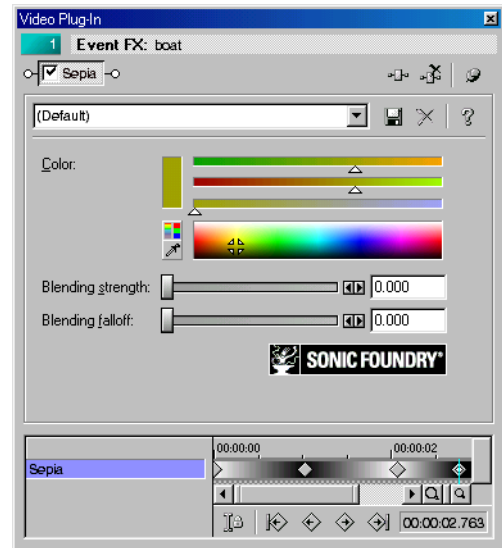 Video Plug-In
1 Event FX: boat
Sepia
(Default)
Color:
Blending strength: 0.000
Blending falloff: 0.000
SONIC FOUNDRY
00:00:00 00:00:02
Sepia
00:00:02.763